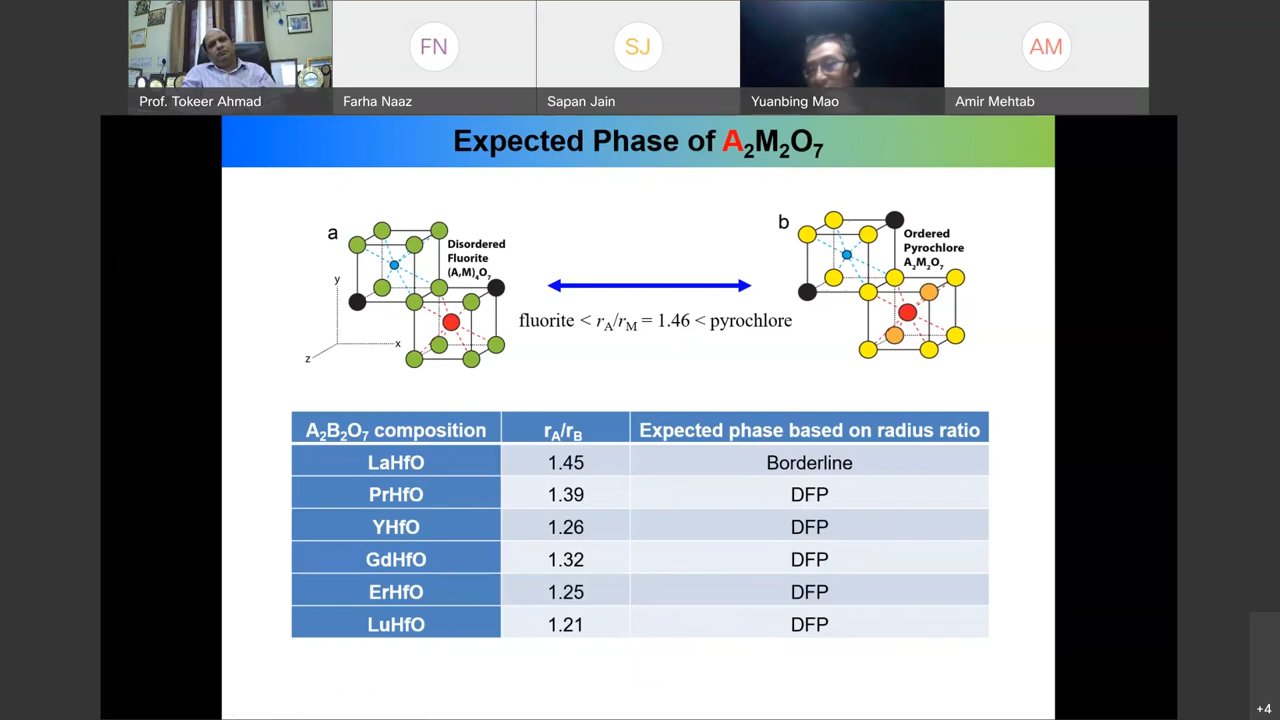 FN
SJ
AM
Prof. Tokeer Ahmad
Farha Naaz
Sapan Jain
Yuanbing Mao
Amir Mehtab
Expected Phase of A₂M₂O₇
a
Disordered
Fluorite
(A,M)₄O₇
y
x
z
fluorite < rA/rM = 1.46 < pyrochlore
b
Ordered
Pyrochlore
A₂M₂O₇
A₂B₂O₇ composition rA/rB Expected phase based on radius ratio
LaHfO 1.45 Borderline
PrHfO 1.39 DFP
YHfO 1.26 DFP
GdHfO 1.32 DFP
ErHfO 1.25 DFP
LuHfO 1.21 DFP
+4